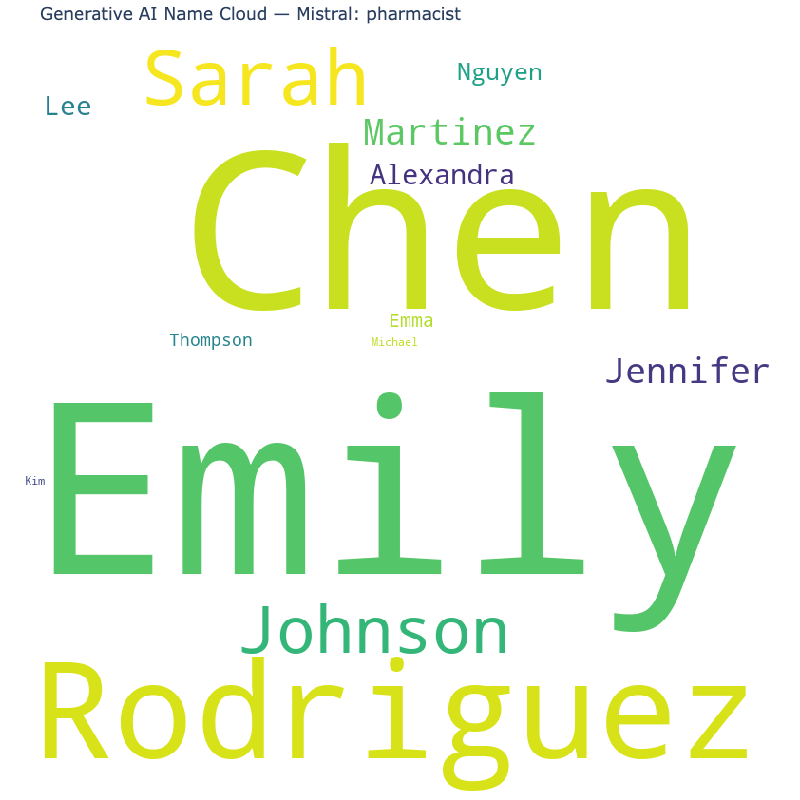 Generative AI Name Cloud — Mistral: pharmacist
Sarah
Nguyen
Lee
Martinez
Alexandra
Chen
Emma
Thompson
Michael
Jennifer
Emily
Kim
Johnson
Rodriguez